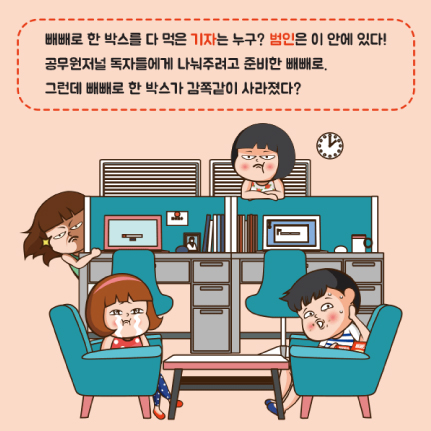 빼빼로 한 박스를 다 먹은 기자는 누구? 범인은 이 안에 있다!
공무원저널 독자들에게 나눠주려고 준비한 빼빼로.
그런데 빼빼로 한 박스가 감쪽같이 사라졌다?